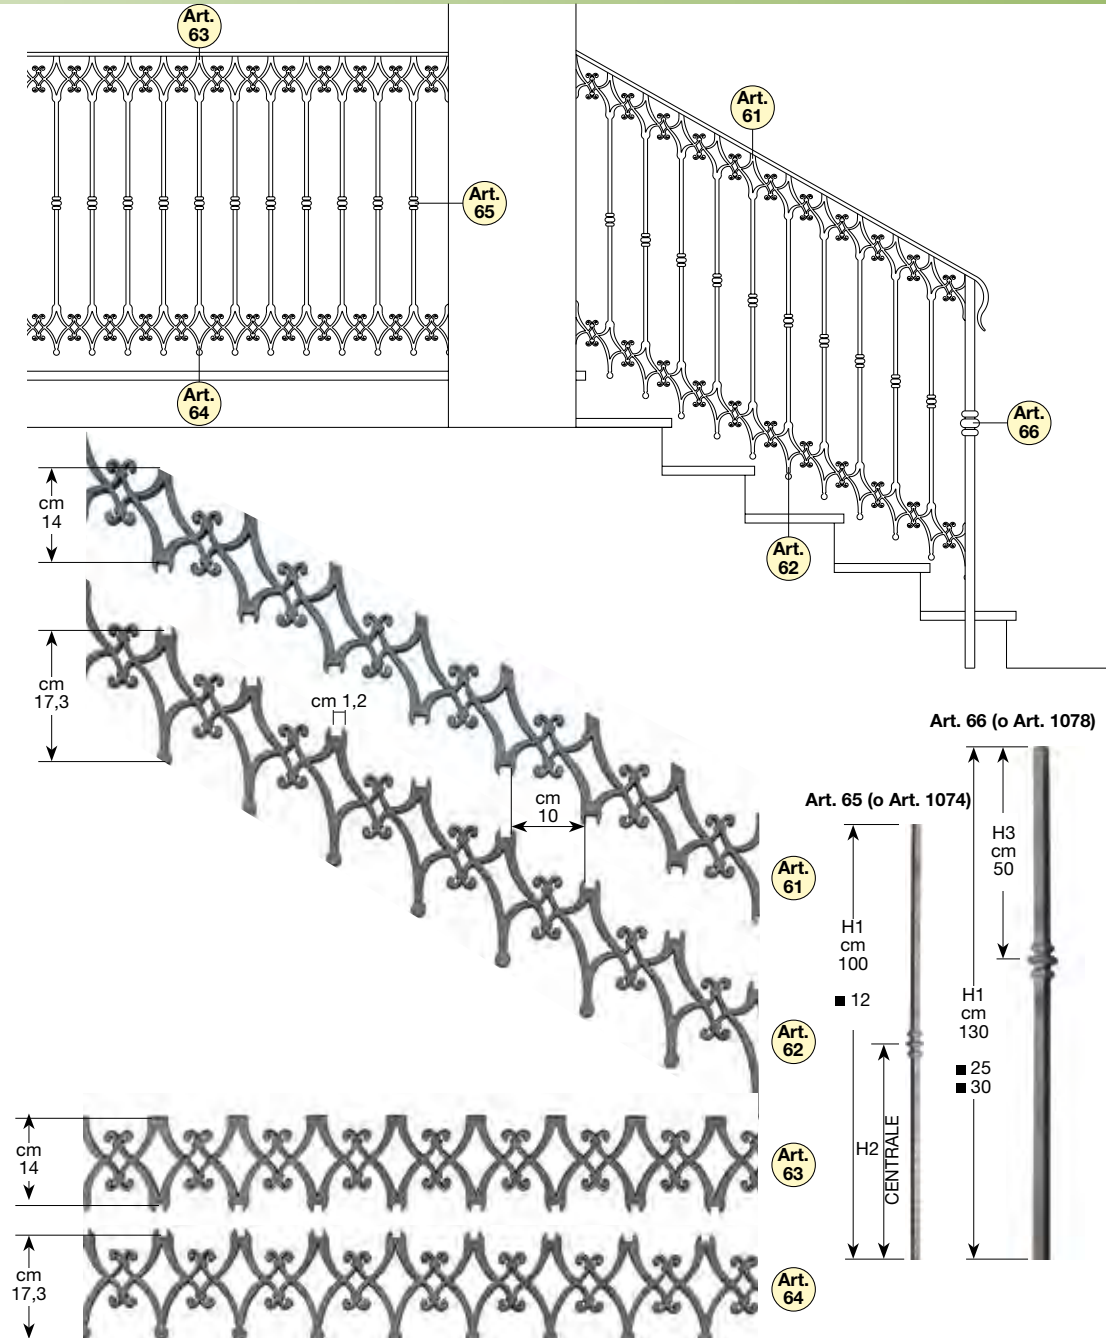 Art.
63
Art.
61
Art.
65
Art.
64
Art.
66
Art.
62
cm
14
cm
17,3
cm 1,2
cm
10
Art. 66 (o Art. 1078)
Art. 65 (o Art. 1074)
H3
cm
50
Art.
61
H1
cm
100
■ 12
H1
cm
130
■ 25
■ 30
Art.
62
H2
CENTRALE
cm
14
Art.
63
cm
17,3
Art.
64